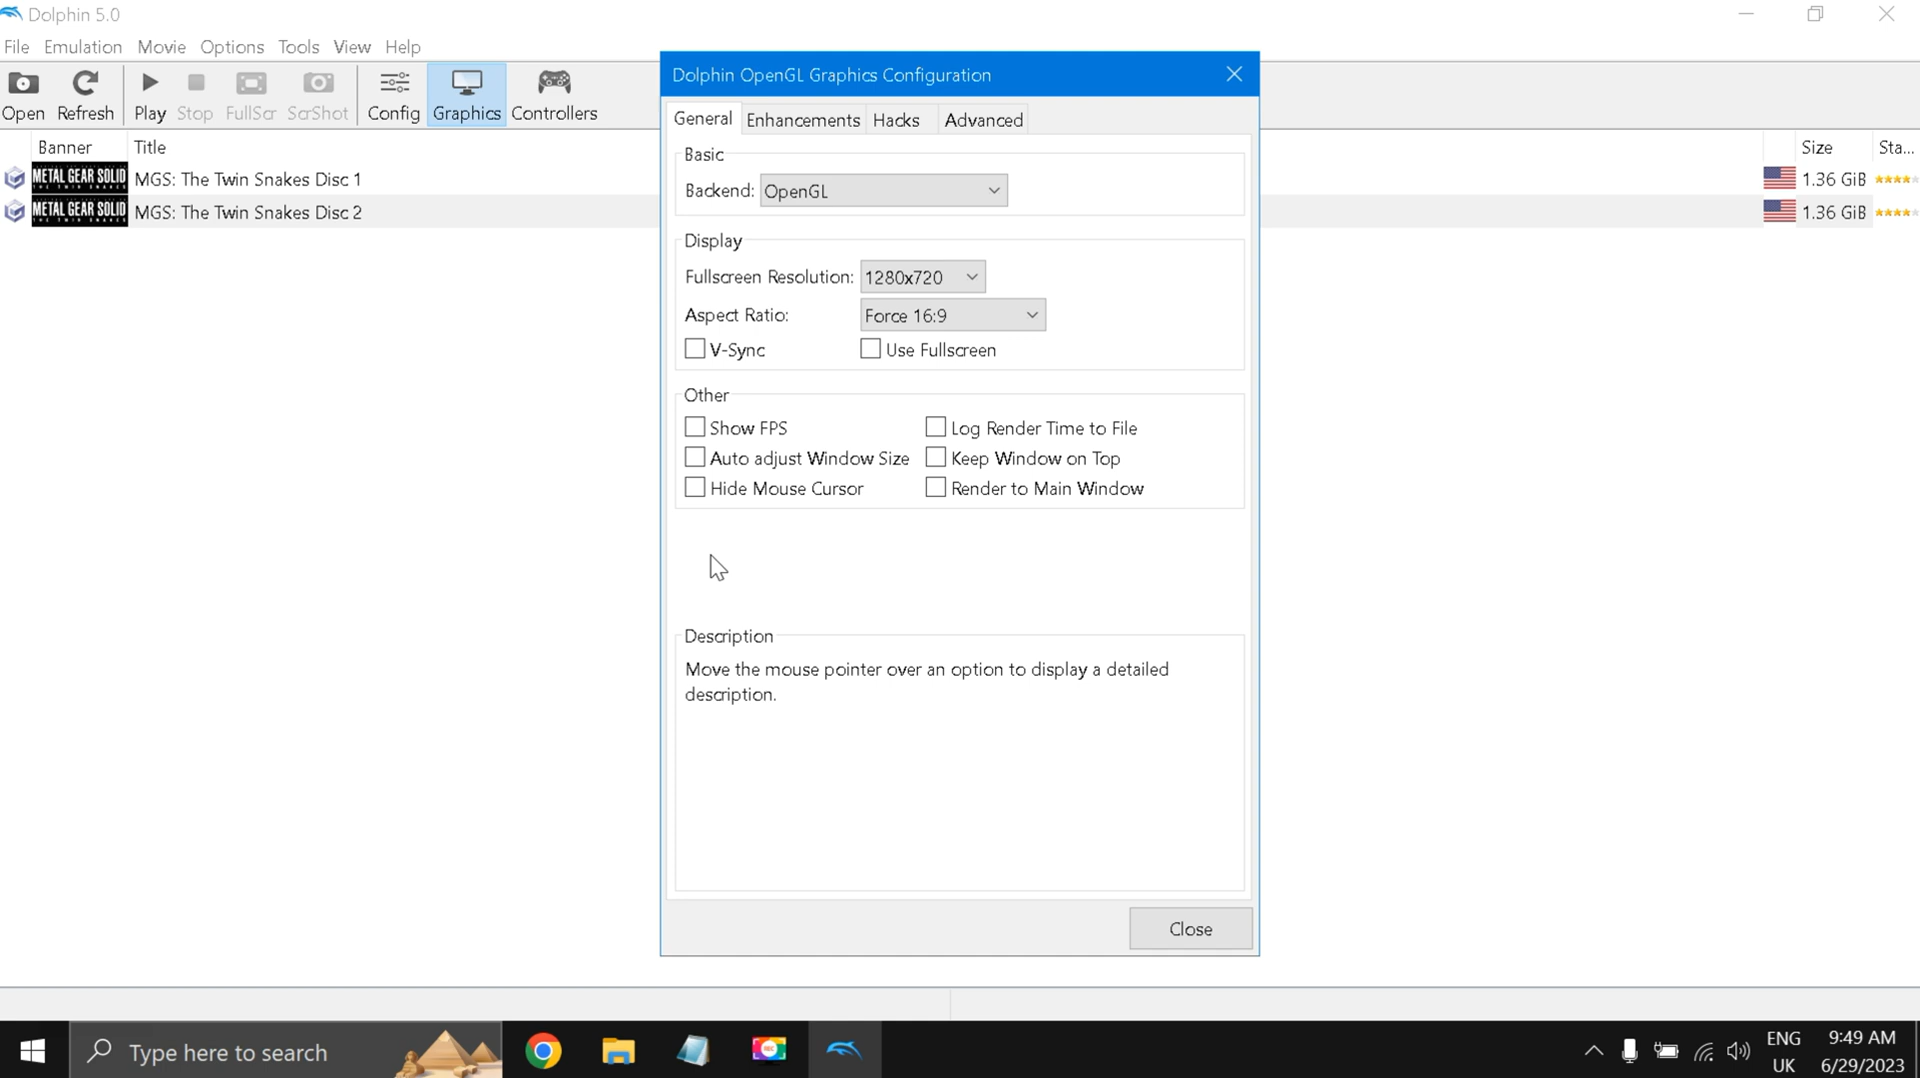 Dolphin 5.0
File Emulation Movie Options Tools View Help
Open Refresh Play Stop FullScr ScrShot Config Graphics Controllers
Banner Title Size Sta...
METAL GEAR SOLID THE TWIN SNAKES MGS: The Twin Snakes Disc 1 1.36 GiB
METAL GEAR SOLID THE TWIN SNAKES MGS: The Twin Snakes Disc 2 1.36 GiB
Dolphin OpenGL Graphics Configuration
General Enhancements Hacks Advanced
Basic
Backend: OpenGL
Display
Fullscreen Resolution: 1280x720
Aspect Ratio: Force 16:9
V-Sync Use Fullscreen
Other
Show FPS Log Render Time to File
Auto adjust Window Size Keep Window on Top
Hide Mouse Cursor Render to Main Window
Description
Move the mouse pointer over an option to display a detailed
description.
Close
Type here to search
ENG 9:49 AM
UK 6/29/2023